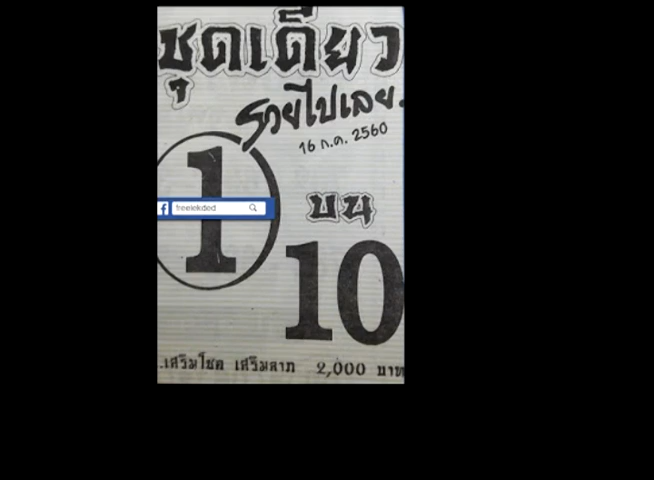 ชุดเดียว
รวยไปเลย.
16 ก.ค. 2560
1
freelekded
บน
10
..เสริมโชค เสริมลาภ 2,000 บาท